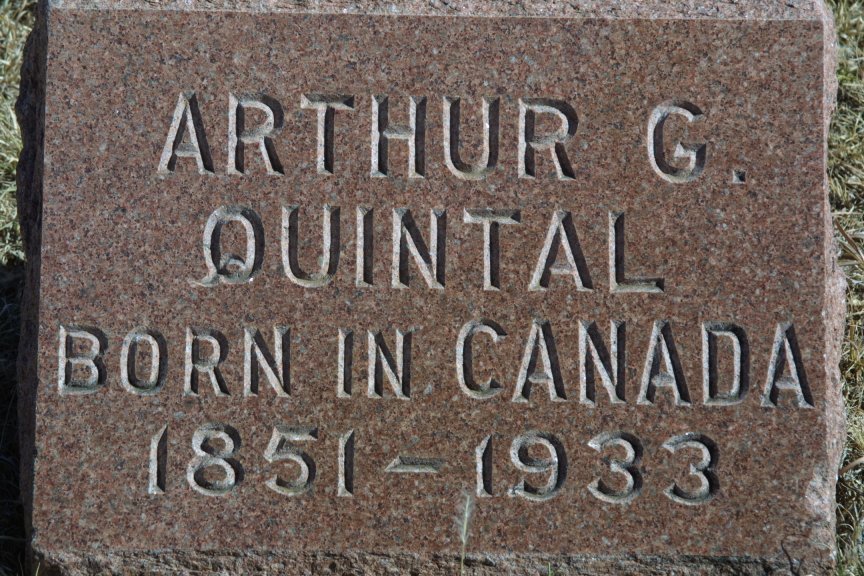 ARTHUR G.
QUINTAL
BORN IN CANADA
1851 – 1933